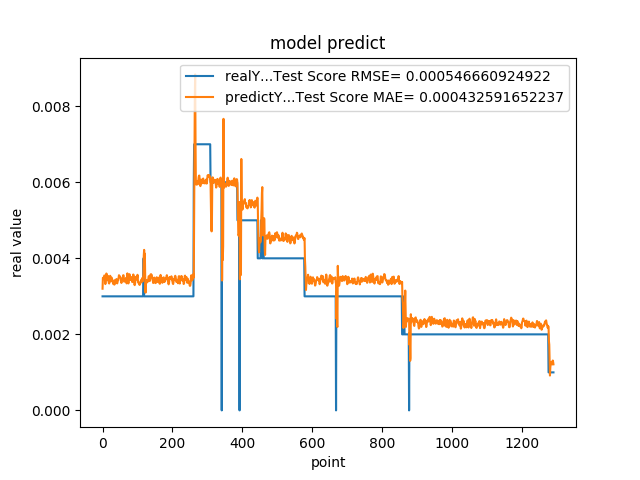 model predict
realY...Test Score RMSE= 0.000546660924922
predictY...Test Score MAE= 0.000432591652237
real value
0.008
0.006
0.004
0.002
0.000
0 200 400 600 800 1000 1200
point